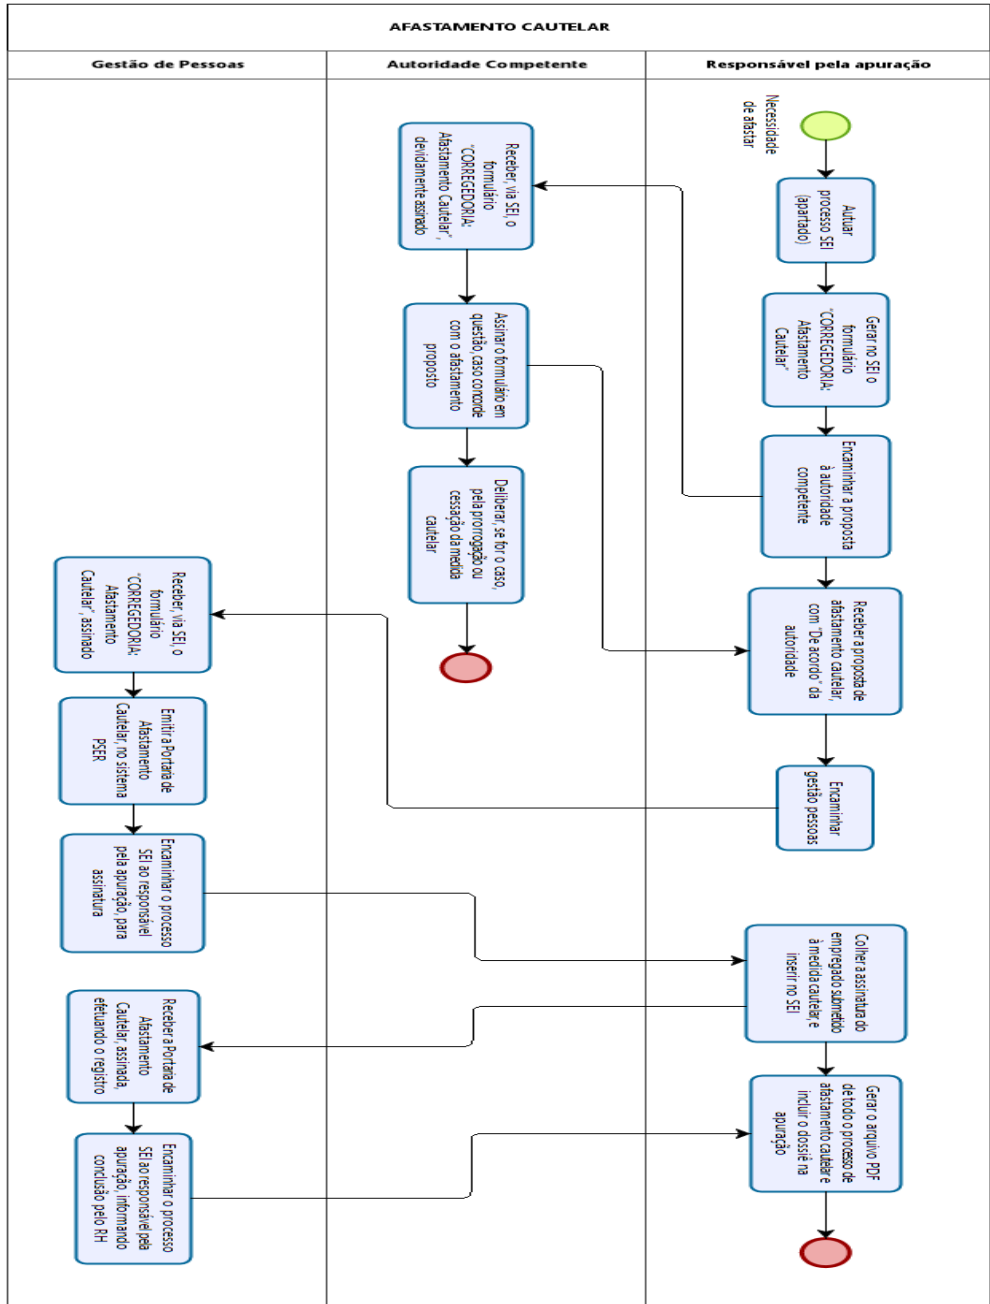 AFASTAMENTO CAUTELAR
Gestão de Pessoas
Autoridade Competente
Responsável pela apuração
Necessidade
de afastar
Autuar
processo SEI
(apartado)
Gerar no SEI o
formulário
"CORREGEDORIA:
Afastamento
Cautelar"
Encaminhar a proposta
à autoridade
competente
Receber a proposta de
afastamento cautelar,
com "De acordo" da
autoridade
Encaminhar
gestão pessoas
Colher a assinatura do
empregado submetido
à medida cautelar, e
inserir no SEI
Gerar o arquivo PDF
de todo o processo de
afastamento cautelar e
incluir o dossiê na
apuração
Receber, via SEI, o
formulário
"CORREGEDORIA:
Afastamento Cautelar",
devidamente assinado
Assinar o formulário em
questão, caso concorde
com o afastamento
proposto
Deliberar, se for o caso,
pela prorrogação ou
cessação da medida
cautelar
Receber, via SEI, o
formulário
"CORREGEDORIA:
Afastamento
Cautelar", assinado
Emitir a Portaria de
Afastamento
Cautelar, no sistema
PSER
Encaminhar o processo
SEI ao responsável
pela apuração, para
assinatura
Receber a Portaria de
Afastamento
Cautelar, assinada,
efetuando o registro
Encaminhar o processo
SEI ao responsável pela
apuração, informando
conclusão pelo RH